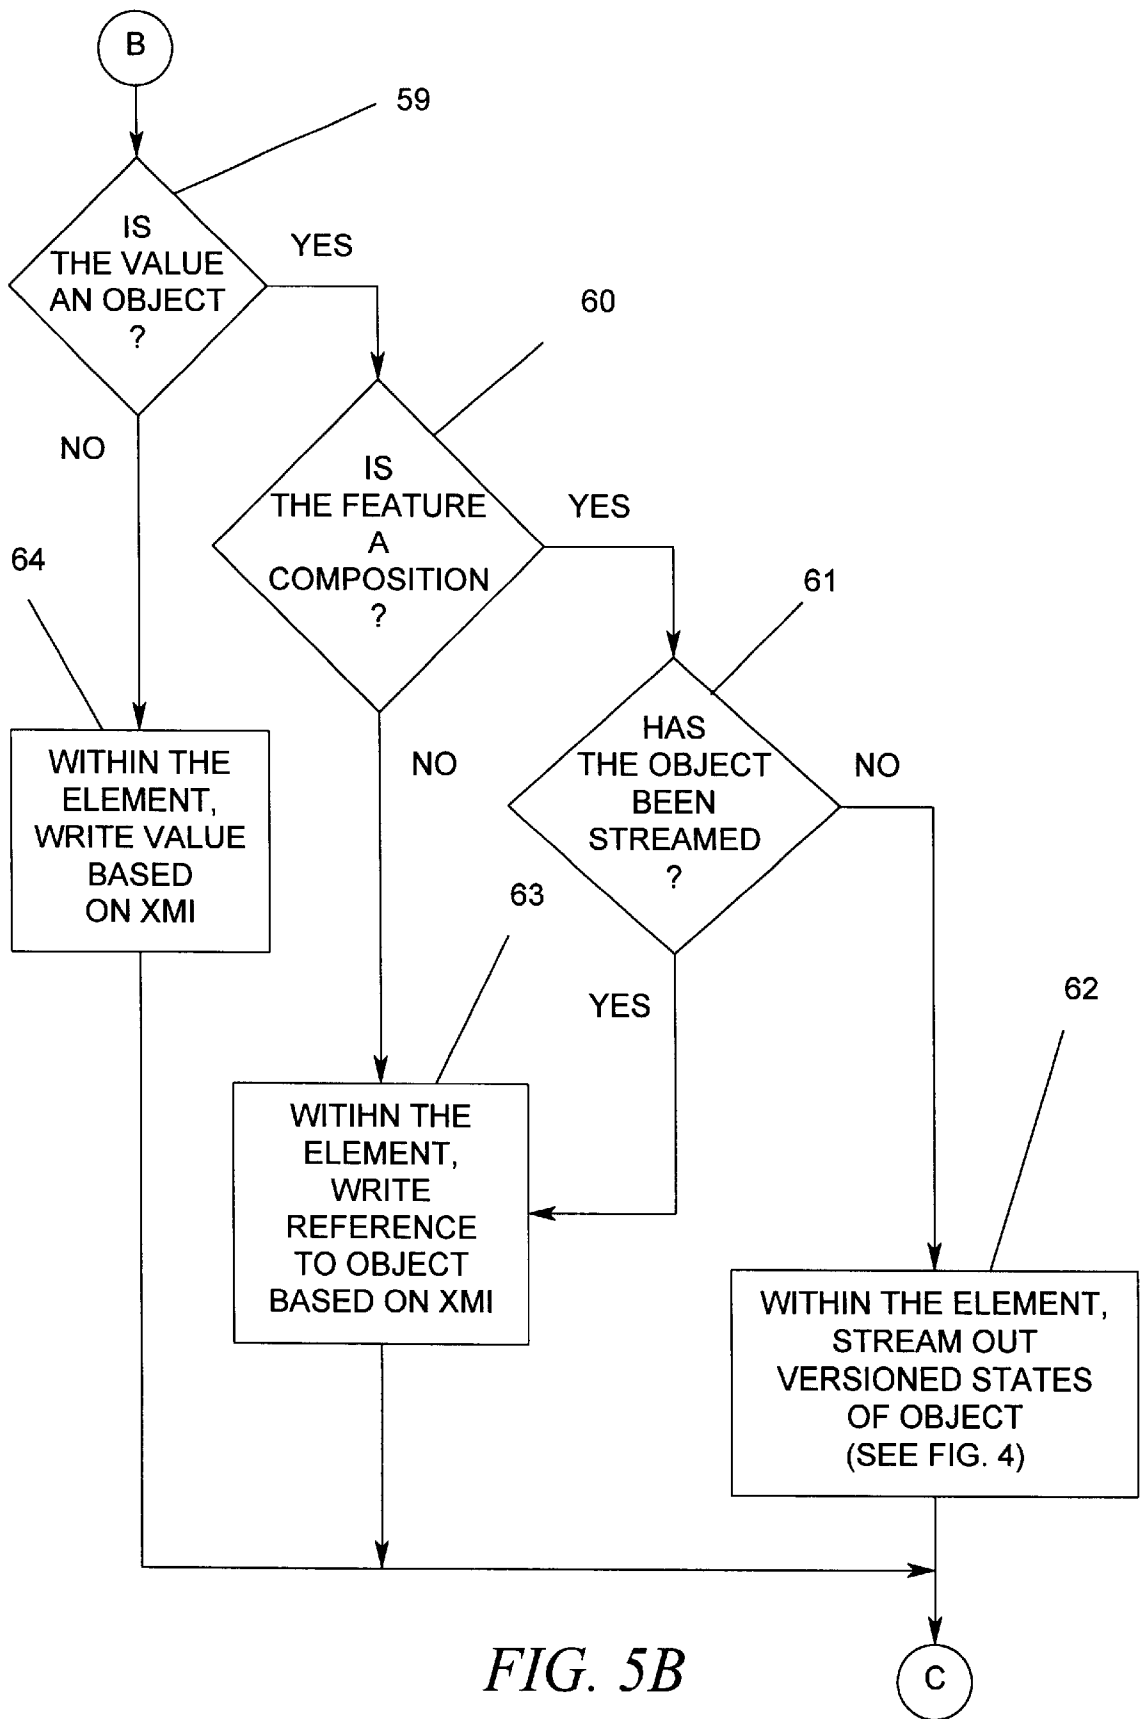 B
59
IS
THE VALUE
AN OBJECT
?
YES
60
NO
IS
THE FEATURE
A
COMPOSITION
?
YES
64
61
WITHIN THE
ELEMENT,
WRITE VALUE
BASED
ON XMI
NO
HAS
THE OBJECT
BEEN
STREAMED
?
NO
63
YES
62
WITIHN THE
ELEMENT,
WRITE
REFERENCE
TO OBJECT
BASED ON XMI
WITHIN THE ELEMENT,
STREAM OUT
VERSIONED STATES
OF OBJECT
(SEE FIG. 4)
FIG. 5B
C